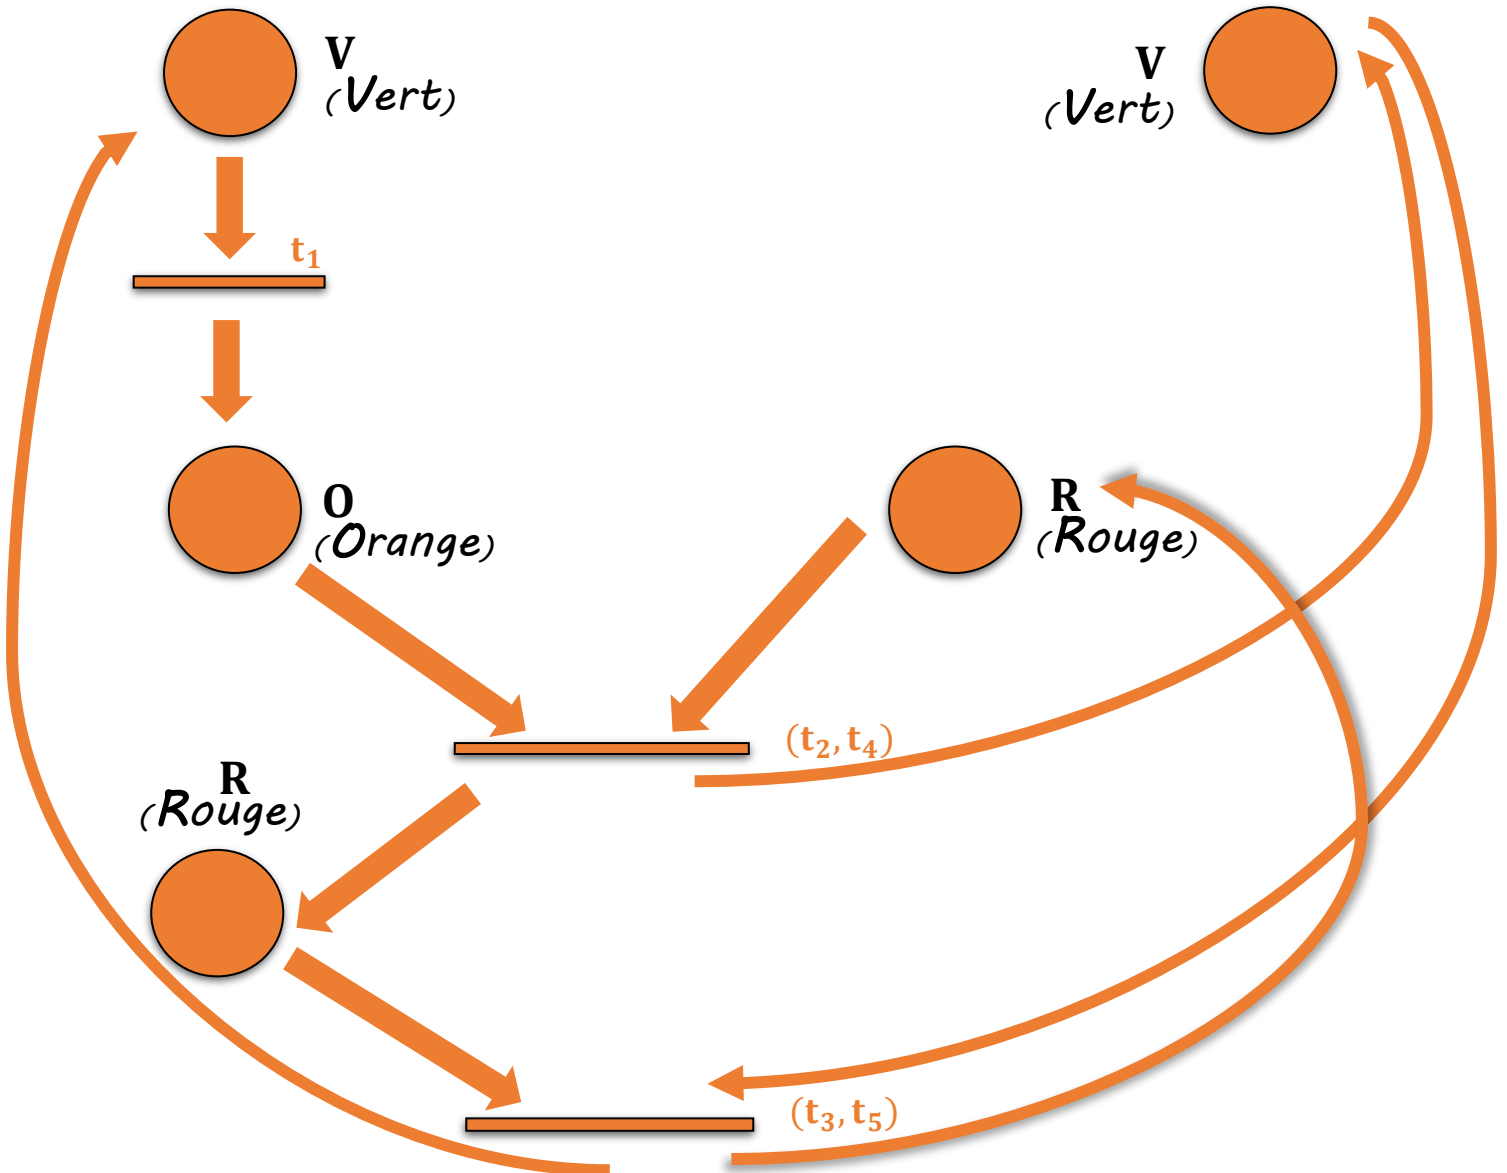 V
(Vert)
V
(Vert)
t₁
O
(Orange)
R
(Rouge)
(t₂, t₄)
R
(Rouge)
(t₃, t₅)